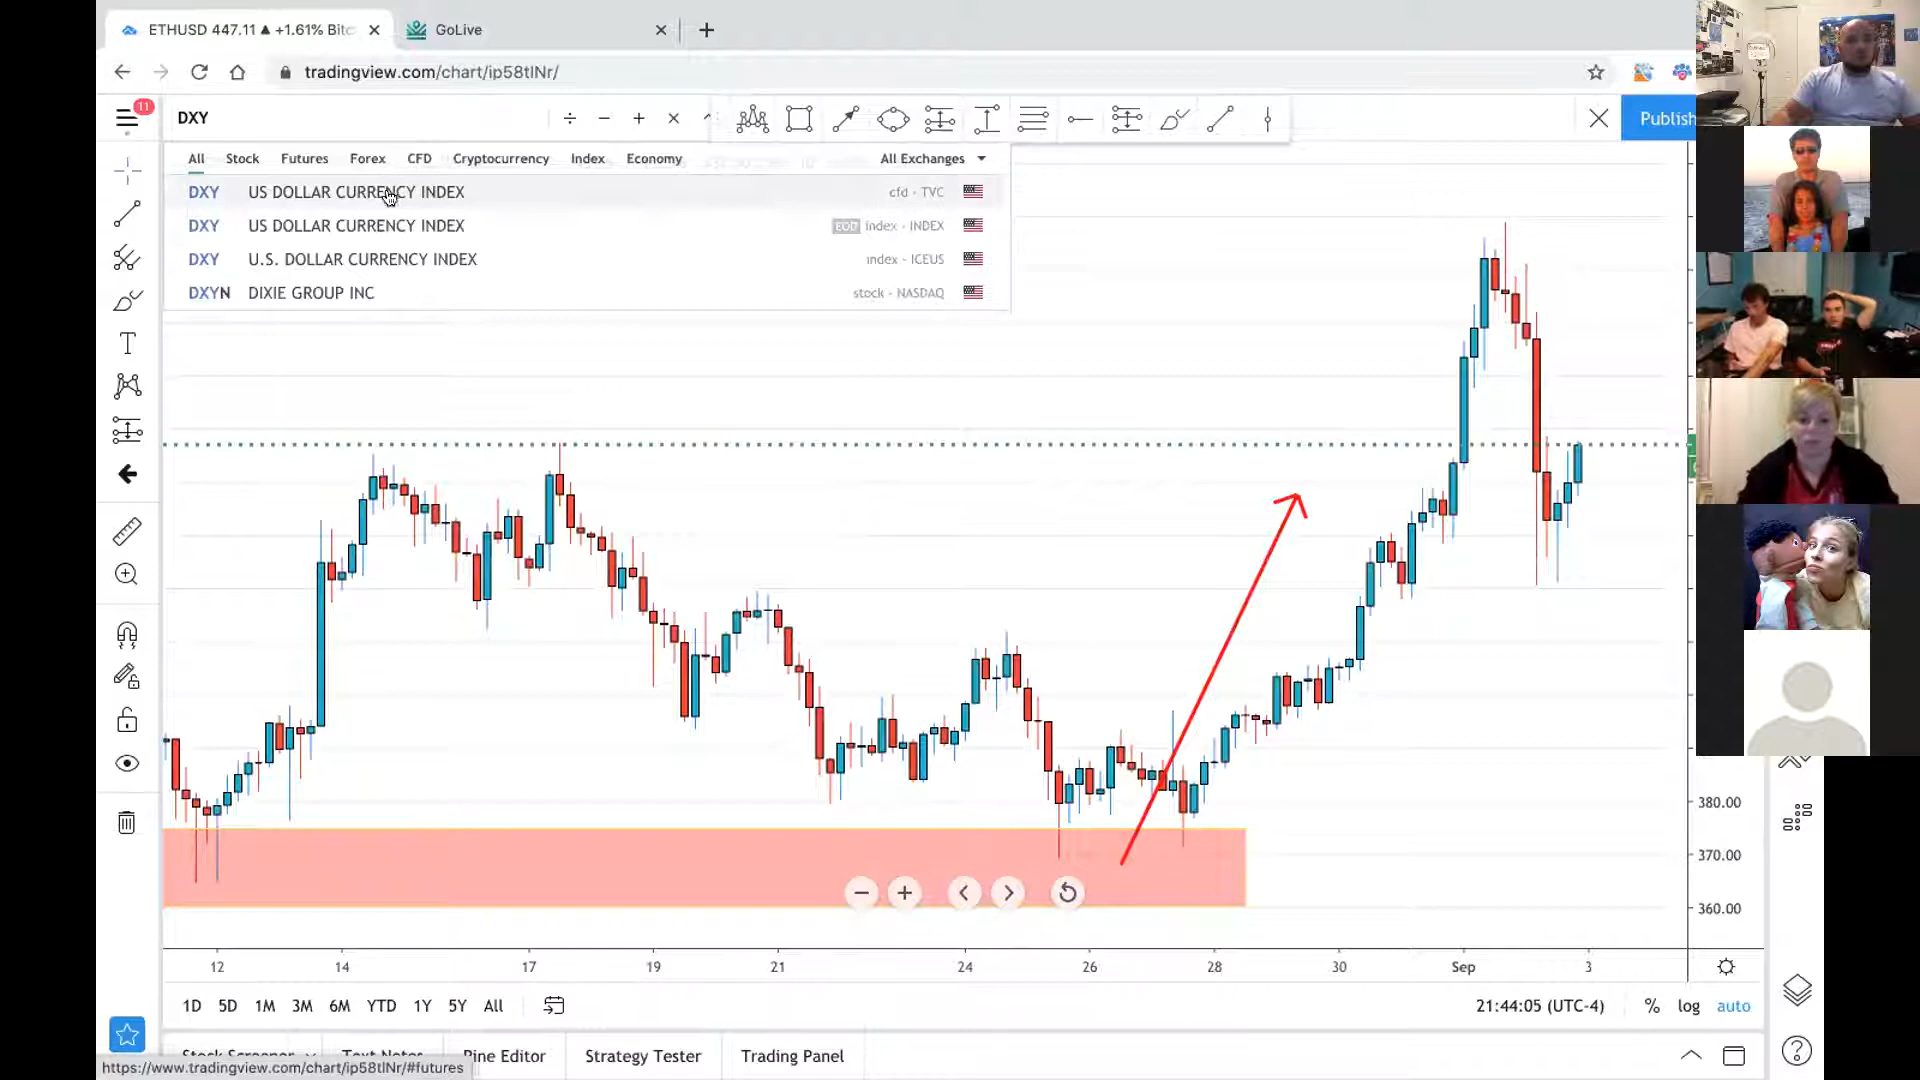 ETHUSD 447.11 ▲ +1.61% Bitc
GoLive
tradingview.com/chart/ip58tlNr/
11
DXY
Publish
All Stock Futures Forex CFD Cryptocurrency Index Economy All Exchanges
DXY US DOLLAR CURRENCY INDEX cfd - TVC
DXY US DOLLAR CURRENCY INDEX EOD index - INDEX
DXY U.S. DOLLAR CURRENCY INDEX index - ICEUS
DXYN DIXIE GROUP INC stock - NASDAQ
380.00
370.00
360.00
12 14 17 19 21 24 26 28 30 Sep 3
1D 5D 1M 3M 6M YTD 1Y 5Y All 21:44:05 (UTC-4) % log auto
Stock Screener Text Notes Pine Editor Strategy Tester Trading Panel
https://www.tradingview.com/chart/ip58tlNr/#futures